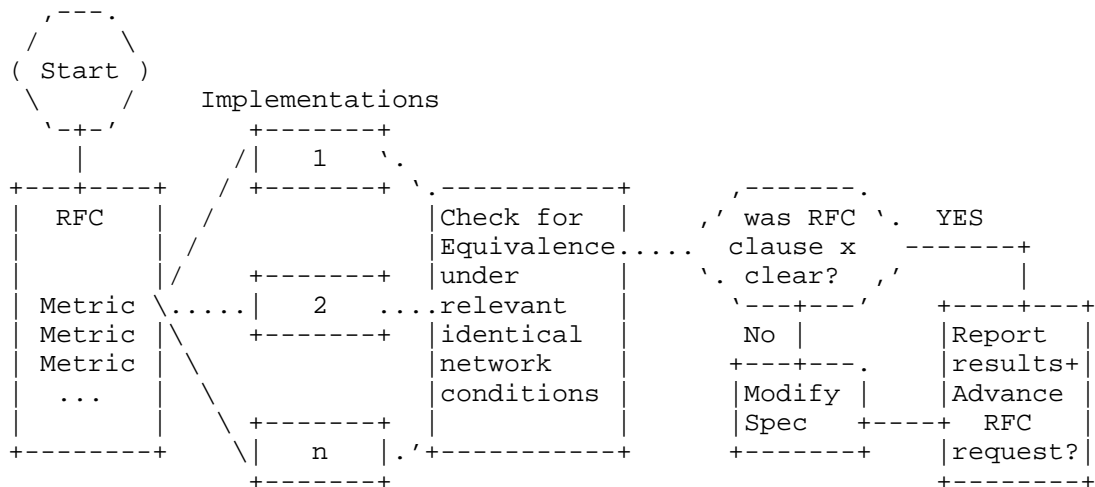 Start
Implementations
1
RFC
Metric
Metric
Metric
...
2
n
Check for
Equivalence
under
relevant
identical
network
conditions
was RFC
clause x
clear?
YES
No
Modify
Spec
Report
results+
Advance
RFC
request?